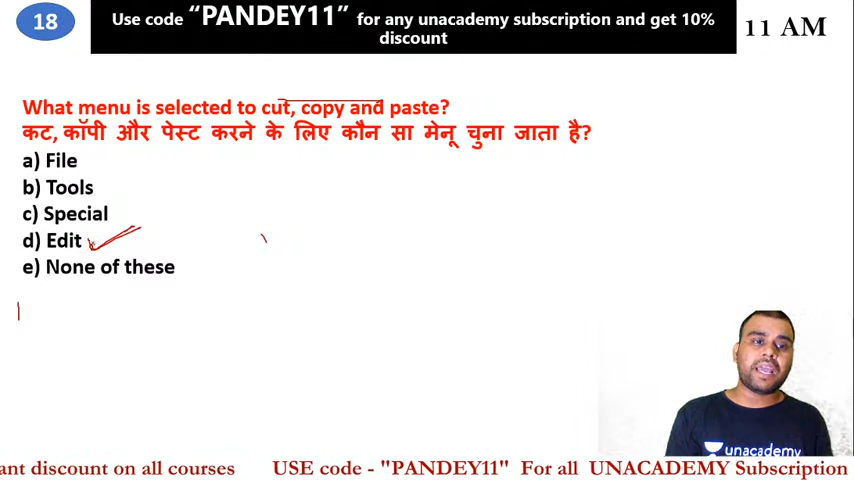 18
Use code “PANDEY11” for any unacademy subscription and get 10%
discount
11 AM
What menu is selected to cut, copy and paste?
कट, कॉपी और पेस्ट करने के लिए कौन सा मेनू चुना जाता है?
a) File
b) Tools
c) Special
d) Edit
e) None of these
unacademy
ant discount on all courses USE code - "PANDEY11" For all UNACADEMY Subscription